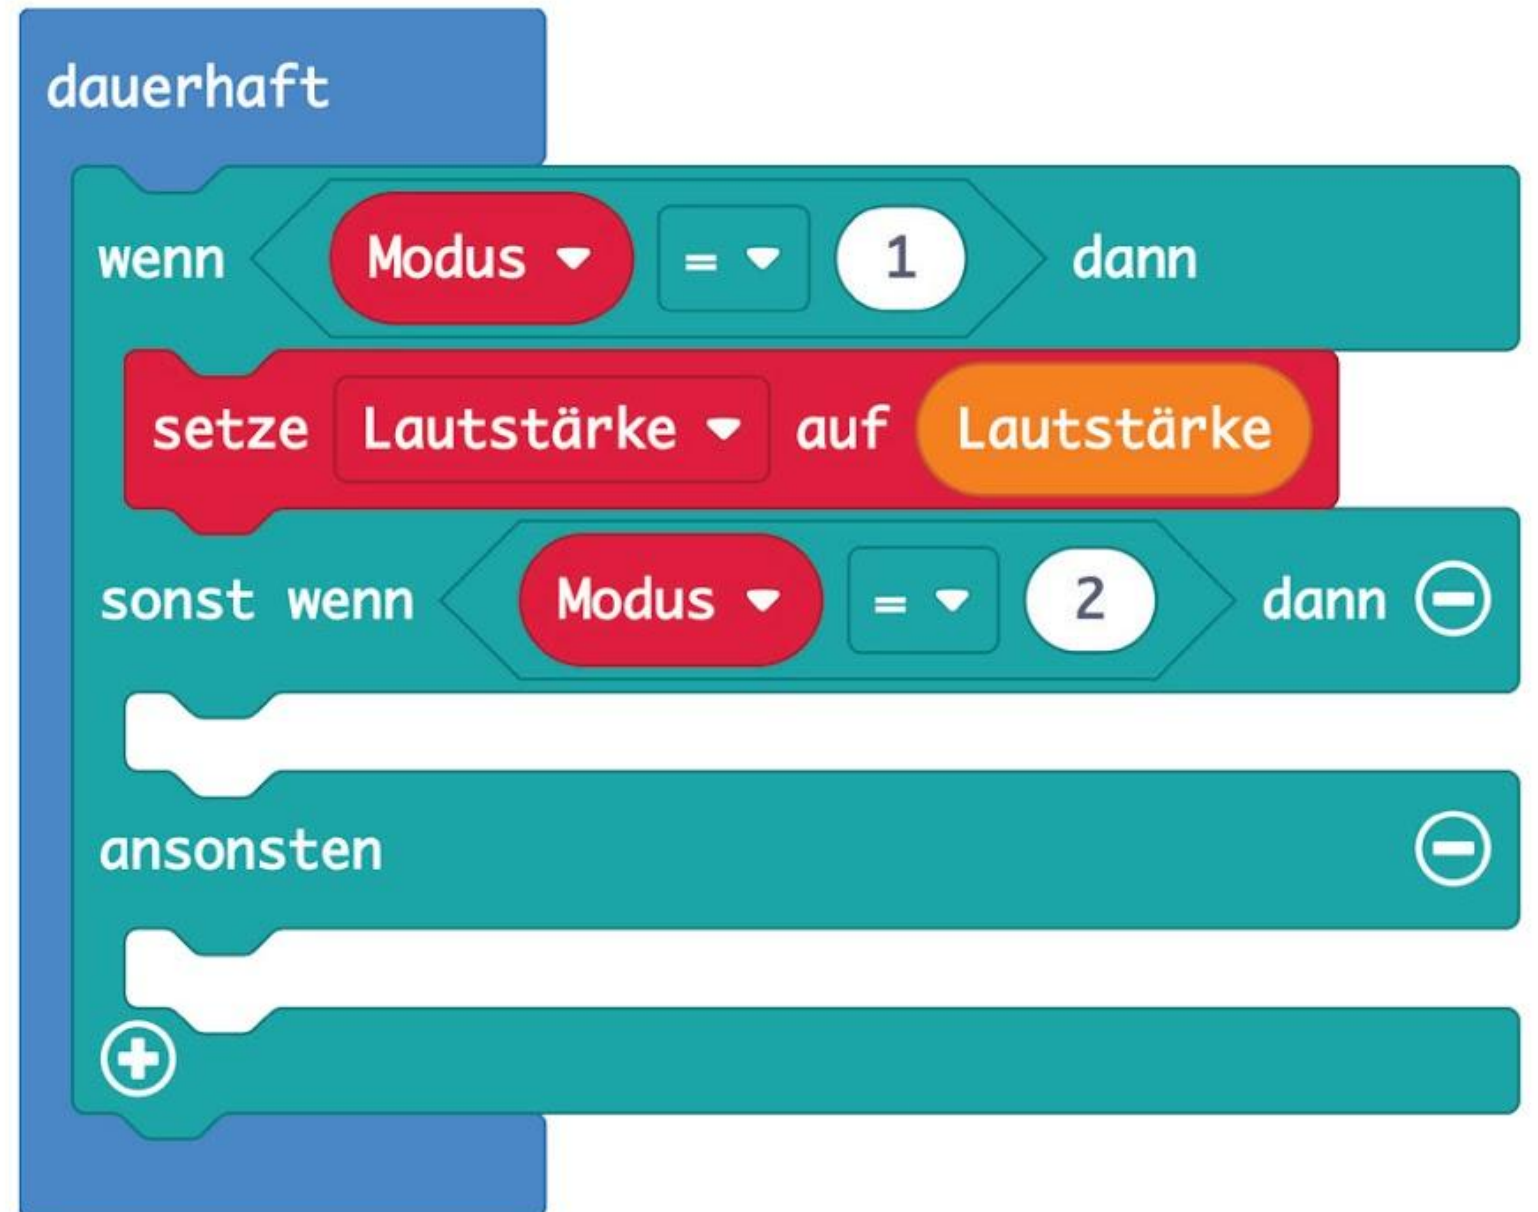 dauerhaft
wenn Modus = 1 dann
setze Lautstärke auf Lautstärke
sonst wenn Modus = 2 dann
ansonsten